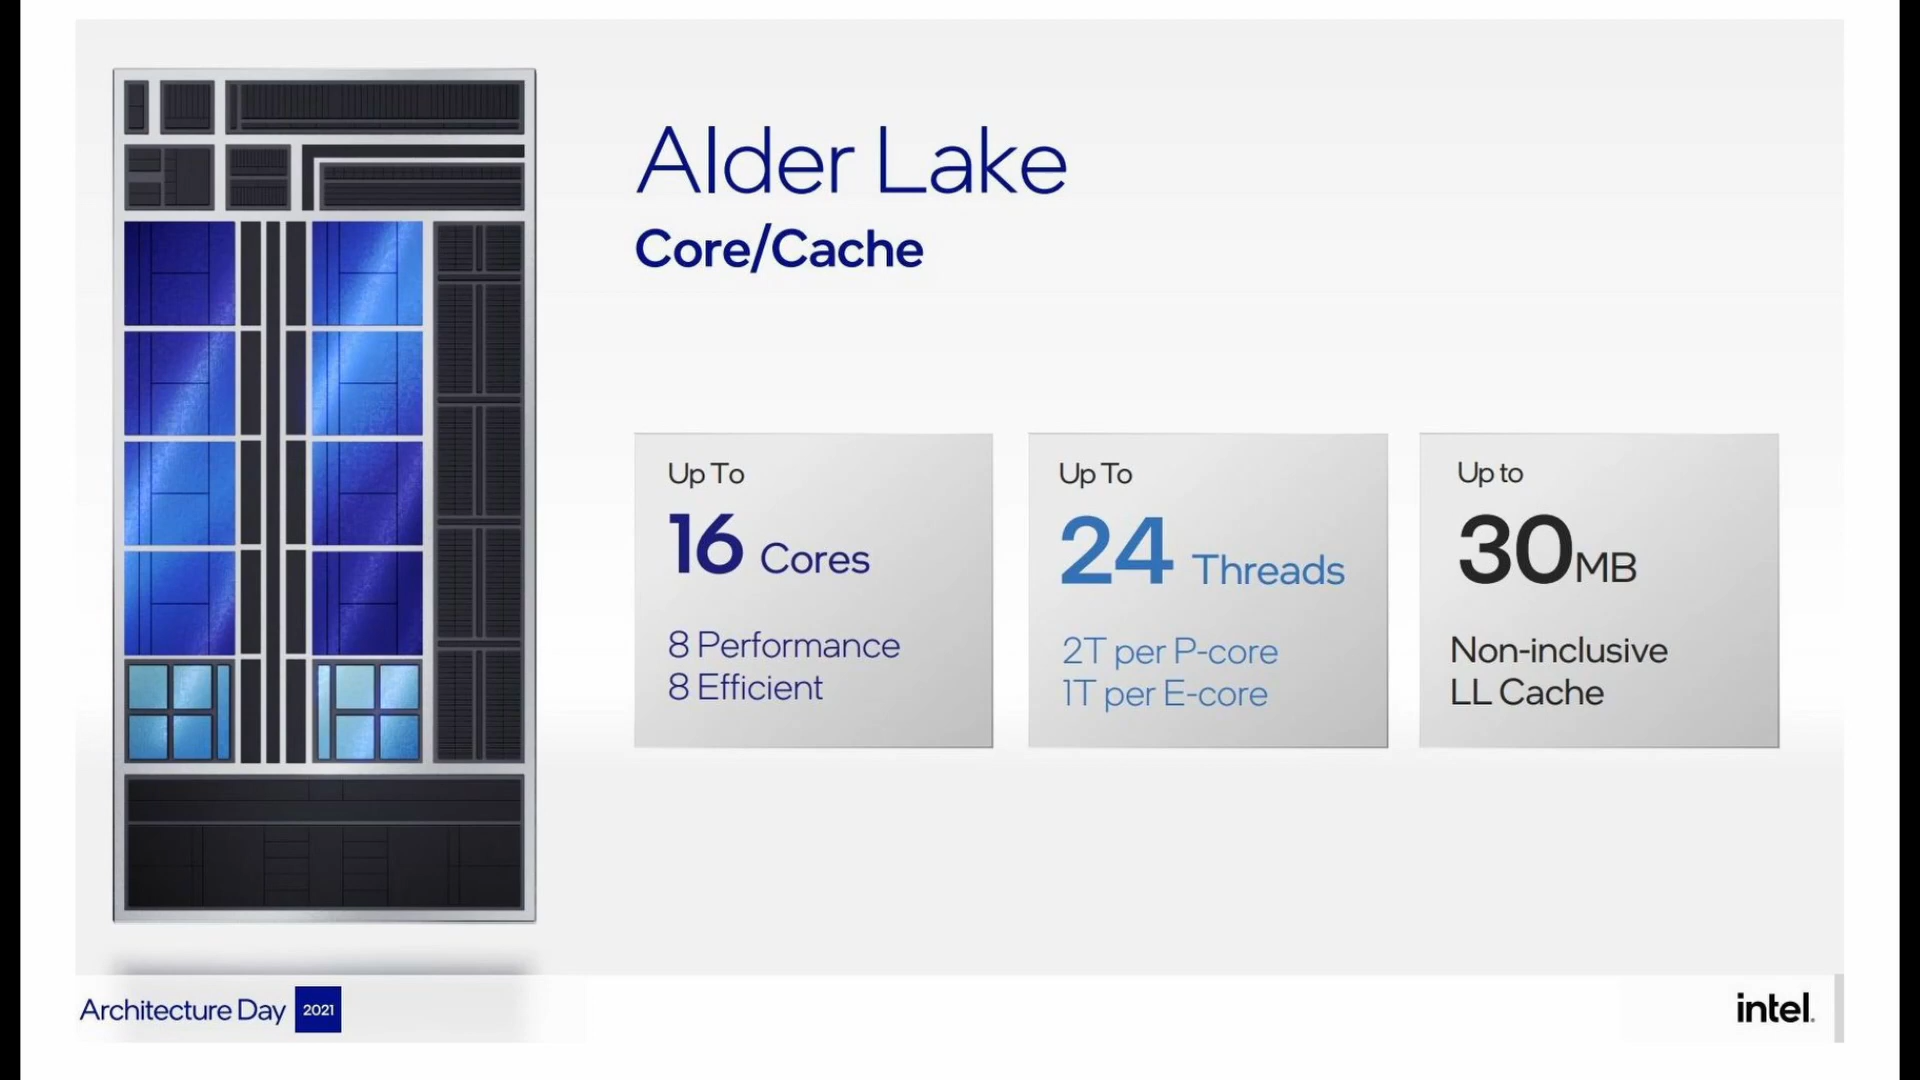 Alder Lake
Core/Cache
Up To
16 Cores
8 Performance
8 Efficient
Up To
24 Threads
2T per P-core
1T per E-core
Up to
30MB
Non-inclusive
LL Cache
Architecture Day 2021
intel.